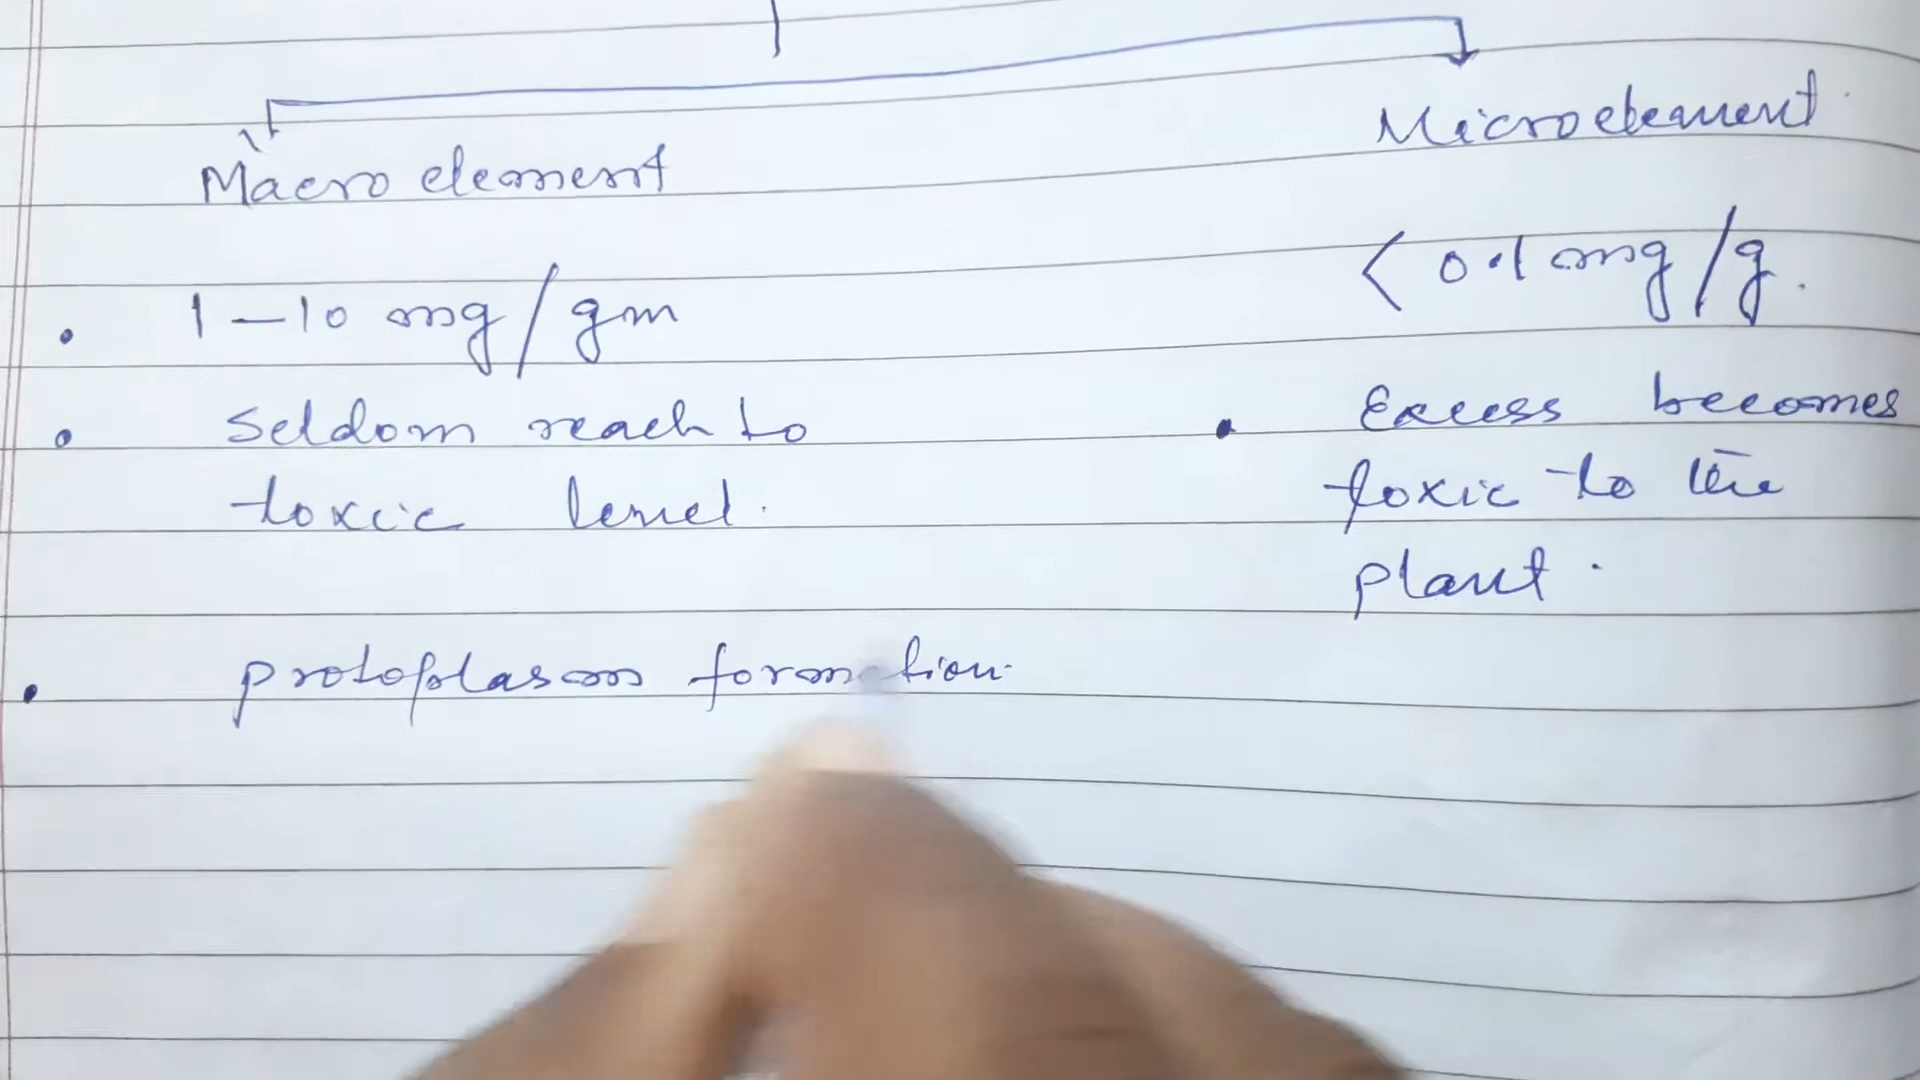 Macro element
1-10 mg/gm
Seldom reach to
toxic level.
protoplasm formation.
Microelement.
< 0.1 mg/g.
Excess becomes
toxic to the
plant.